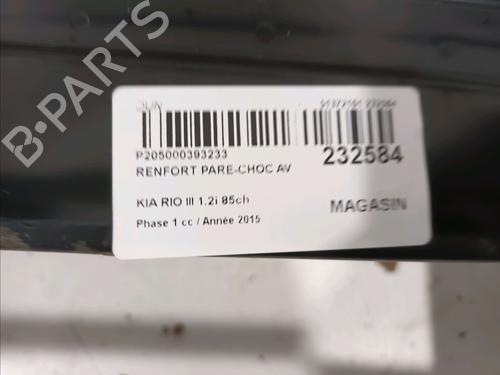 B-PARTS
P205000393233
RENFORT PARE-CHOC AV
232584
KIA RIO III 1.2i 85ch
MAGASIN
Phase 1 cc / Année 2015